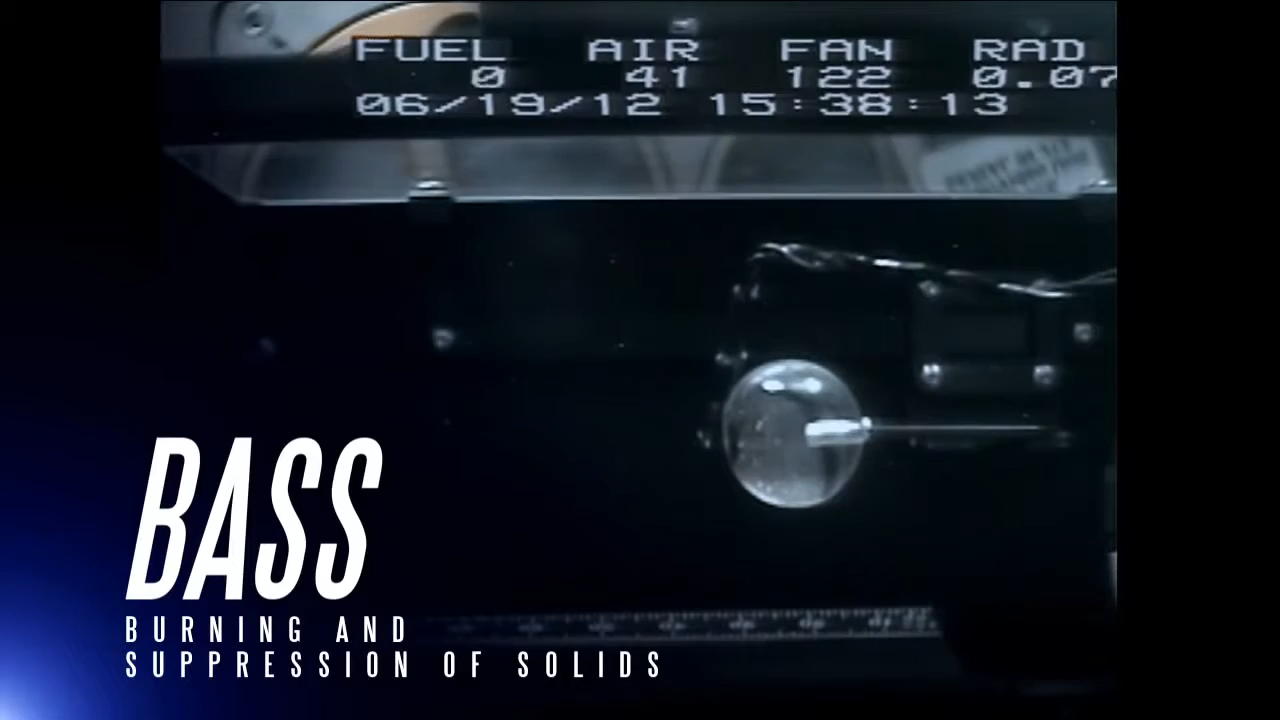 FUEL AIR FAN RAD
0 41 122 0.07
06/19/12 15:38:13
BASS
BURNING AND
SUPPRESSION OF SOLIDS